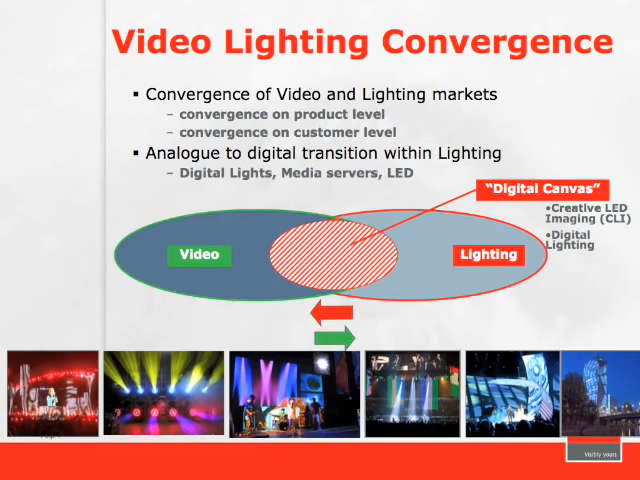 Video Lighting Convergence
▪ Convergence of Video and Lighting markets
– convergence on product level
– convergence on customer level
▪ Analogue to digital transition within Lighting
– Digital Lights, Media servers, LED
“Digital Canvas”
•Creative LED
Imaging (CLI)
•Digital
Lighting
Video
Lighting
Visibly yours